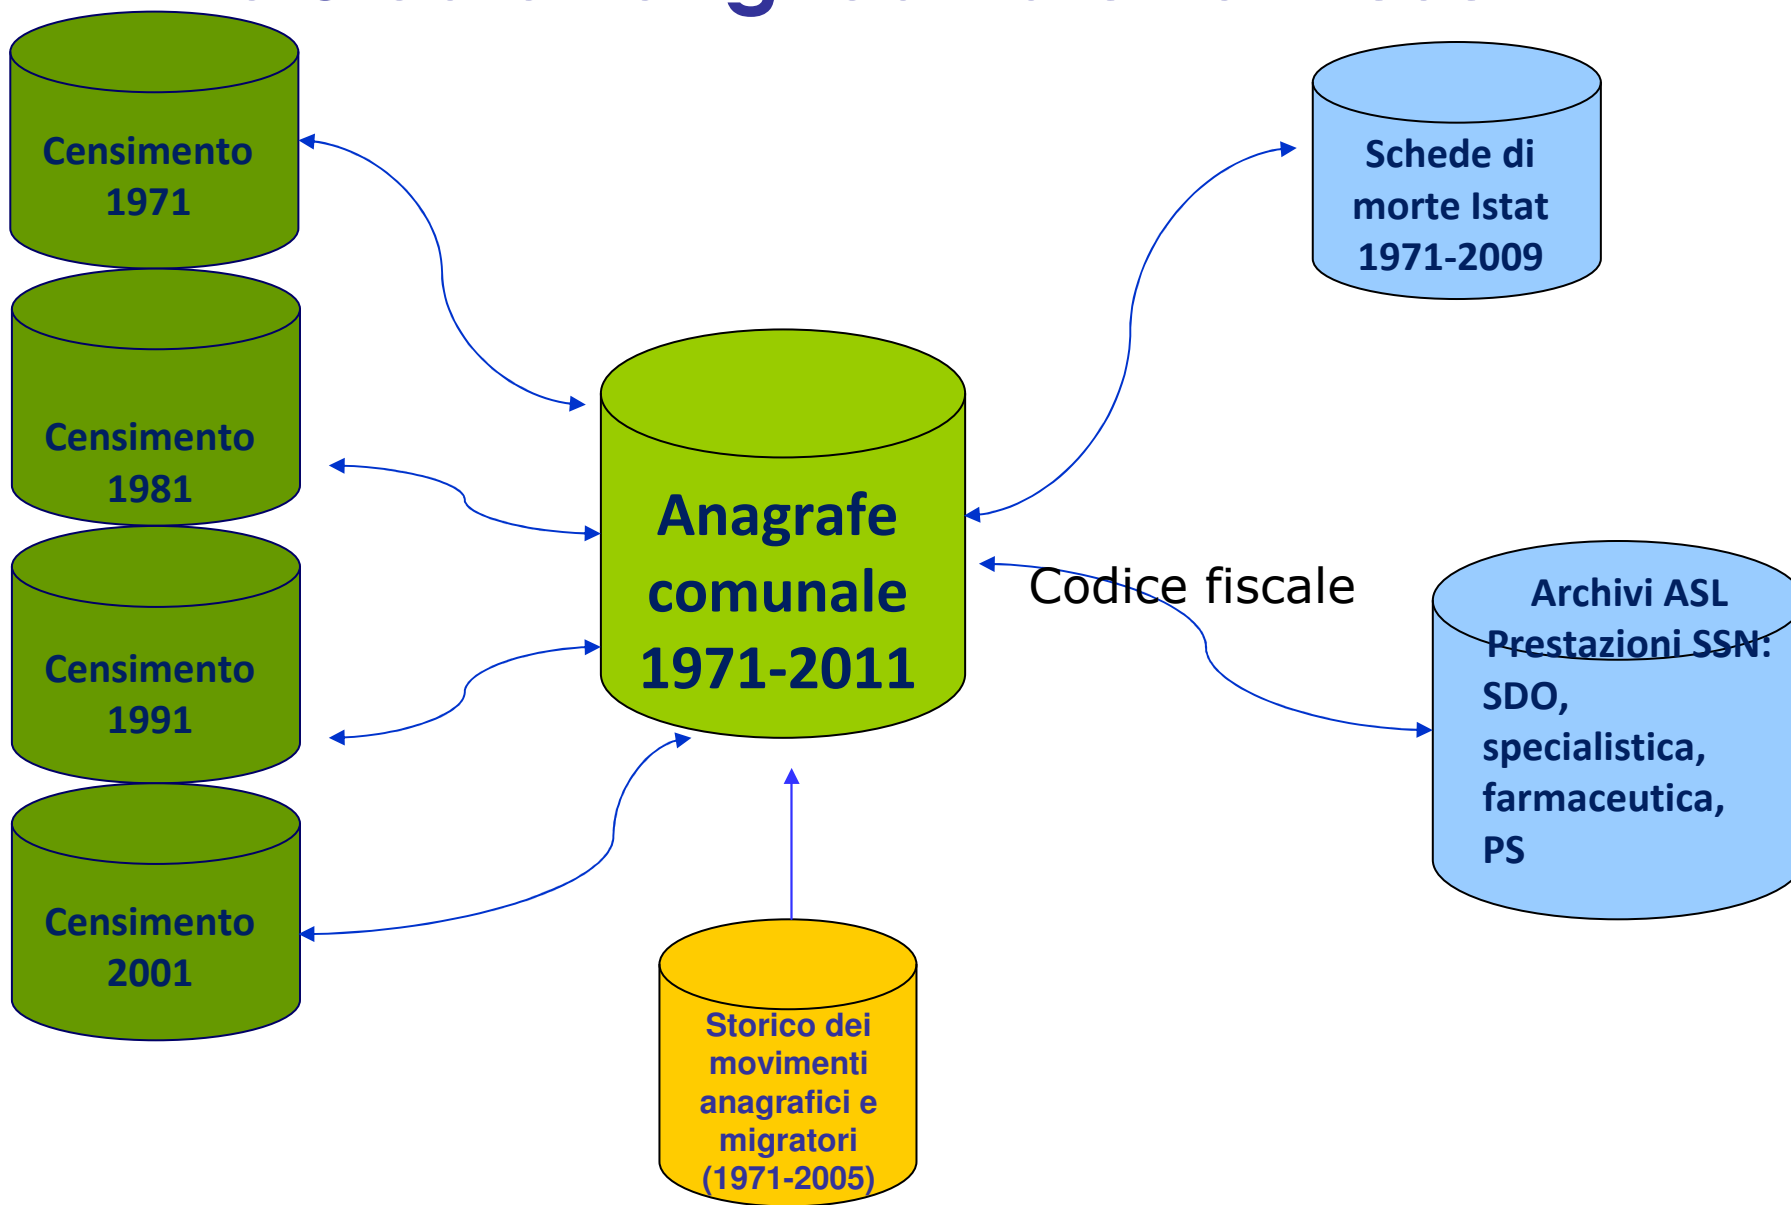 Censimento
1971
Censimento
1981
Censimento
1991
Censimento
2001
Anagrafe
comunale
1971-2011
Storico dei
movimenti
anagrafici e
migratori
(1971-2005)
Schede di
morte Istat
1971-2009
Codice fiscale
Archivi ASL
Prestazioni SSN:
SDO,
specialistica,
farmaceutica,
PS